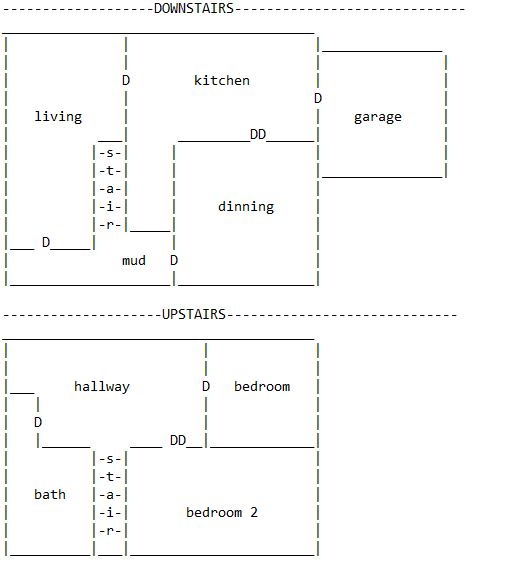 -------------------DOWNSTAIRS-----------------------------
D kitchen
D
living garage
DD
-s-
-t-
-a-
-i- dinning
-r-
D
mud D
--------------------UPSTAIRS-----------------------------
hallway D bedroom
D
DD
-s-
-t-
bath -a-
-i- bedroom 2
-r-